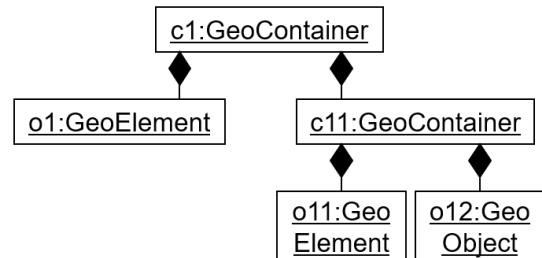 c1:GeoContainer
o1:GeoElement
c11:GeoContainer
o11:Geo
Element
o12:Geo
Object